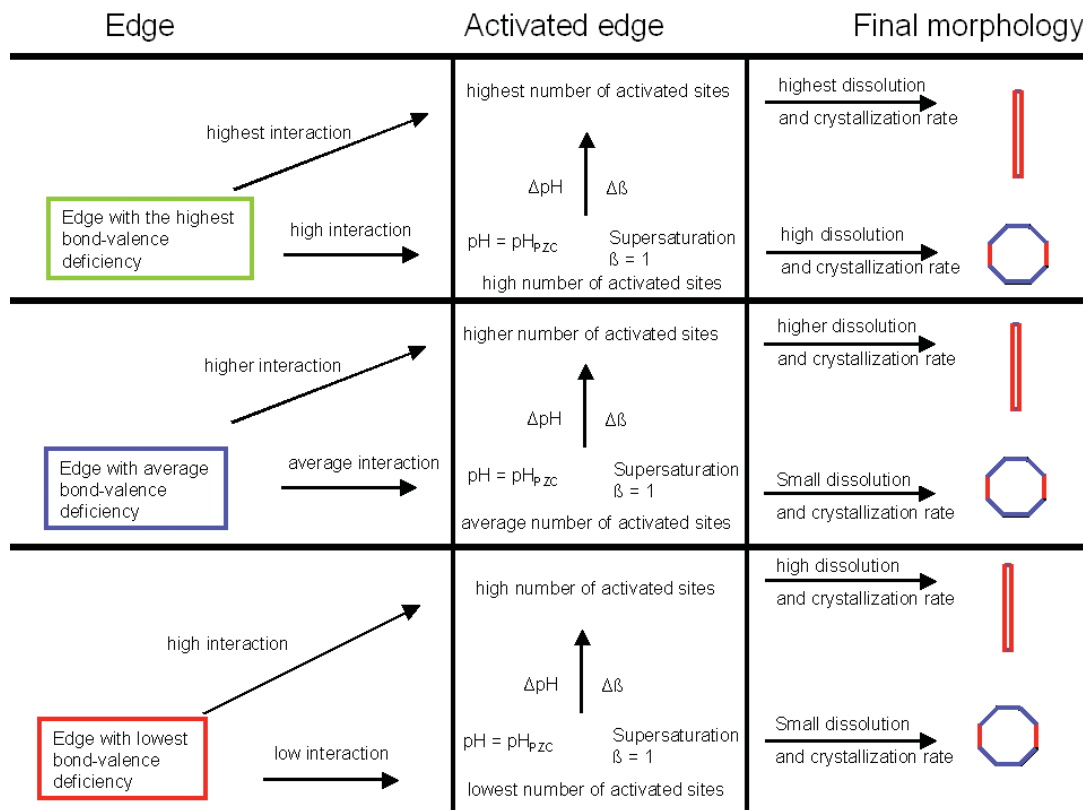 Edge
Activated edge
Final morphology
highest interaction
Edge with the highest
bond-valence
deficiency
high interaction
highest number of activated sites
ΔpH
Δß
pH = pHPZC
Supersaturation
ß = 1
high number of activated sites
highest dissolution
and crystallization rate
high dissolution
and crystallization rate
higher interaction
Edge with average
bond-valence
deficiency
average interaction
higher number of activated sites
ΔpH
Δß
pH = pHPZC
Supersaturation
ß = 1
average number of activated sites
higher dissolution
and crystallization rate
Small dissolution
and crystallization rate
high interaction
Edge with lowest
bond-valence
deficiency
low interaction
high number of activated sites
ΔpH
Δß
pH = pHPZC
Supersaturation
ß = 1
lowest number of activated sites
high dissolution
and crystallization rate
Small dissolution
and crystallization rate